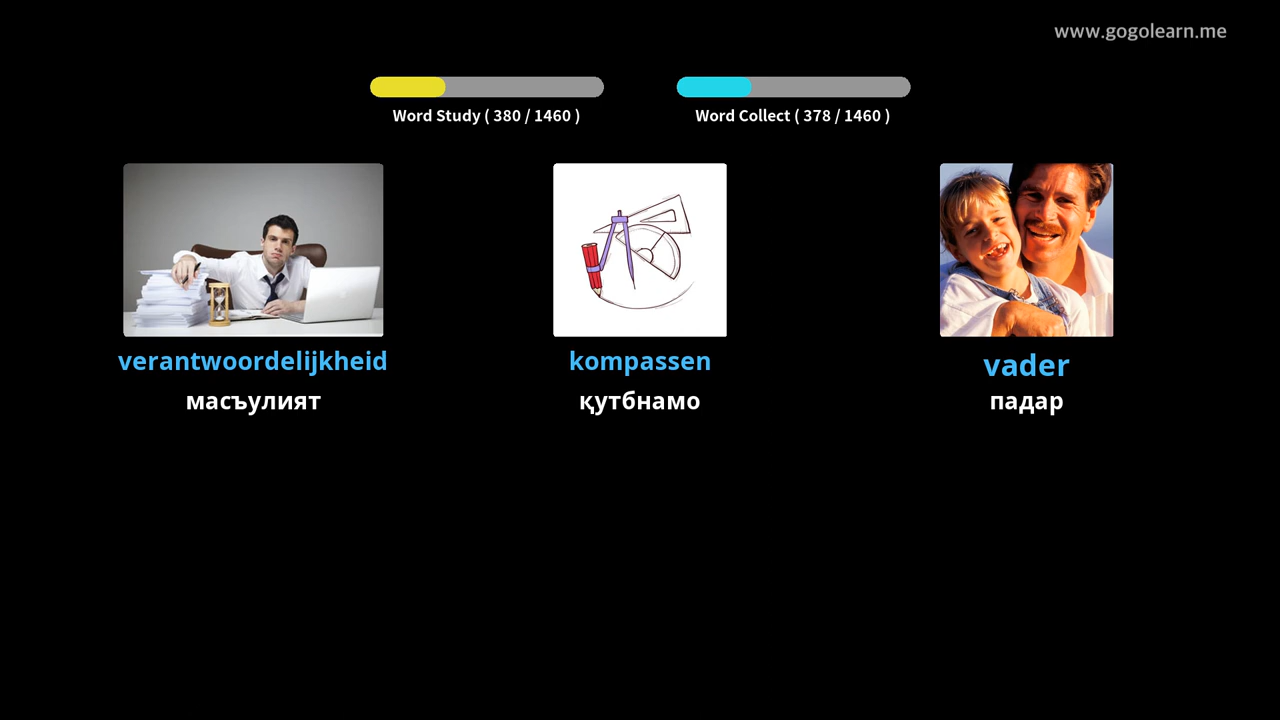 www.gogolearn.me
Word Study ( 380 / 1460 )
Word Collect ( 378 / 1460 )
verantwoordelijkheid
масъулият
kompassen
қутбнамо
vader
падар